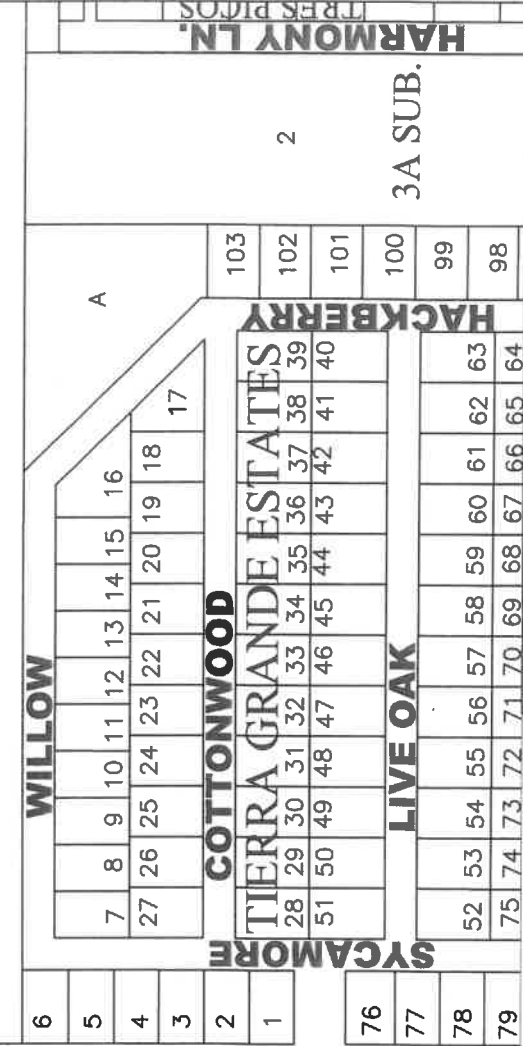 TRES PICOS
HARMONY LN.
2
3A SUB.
A
103
102
101
100
99
98
HACKBERRY
WILLOW
7 8 9 10 11 12 13 14 15 16 17
27 26 25 24 23 22 21 20 19 18
COTTONWOOD
TIERRA GRANDE ESTATES
28 29 30 31 32 33 34 35 36 37 38 39
51 50 49 48 47 46 45 44 43 42 41 40
LIVE OAK
52 53 54 55 56 57 58 59 60 61 62 63
75 74 73 72 71 70 69 68 67 66 65 64
SYCAMORE
6
5
4
3
2
1
76
77
78
79